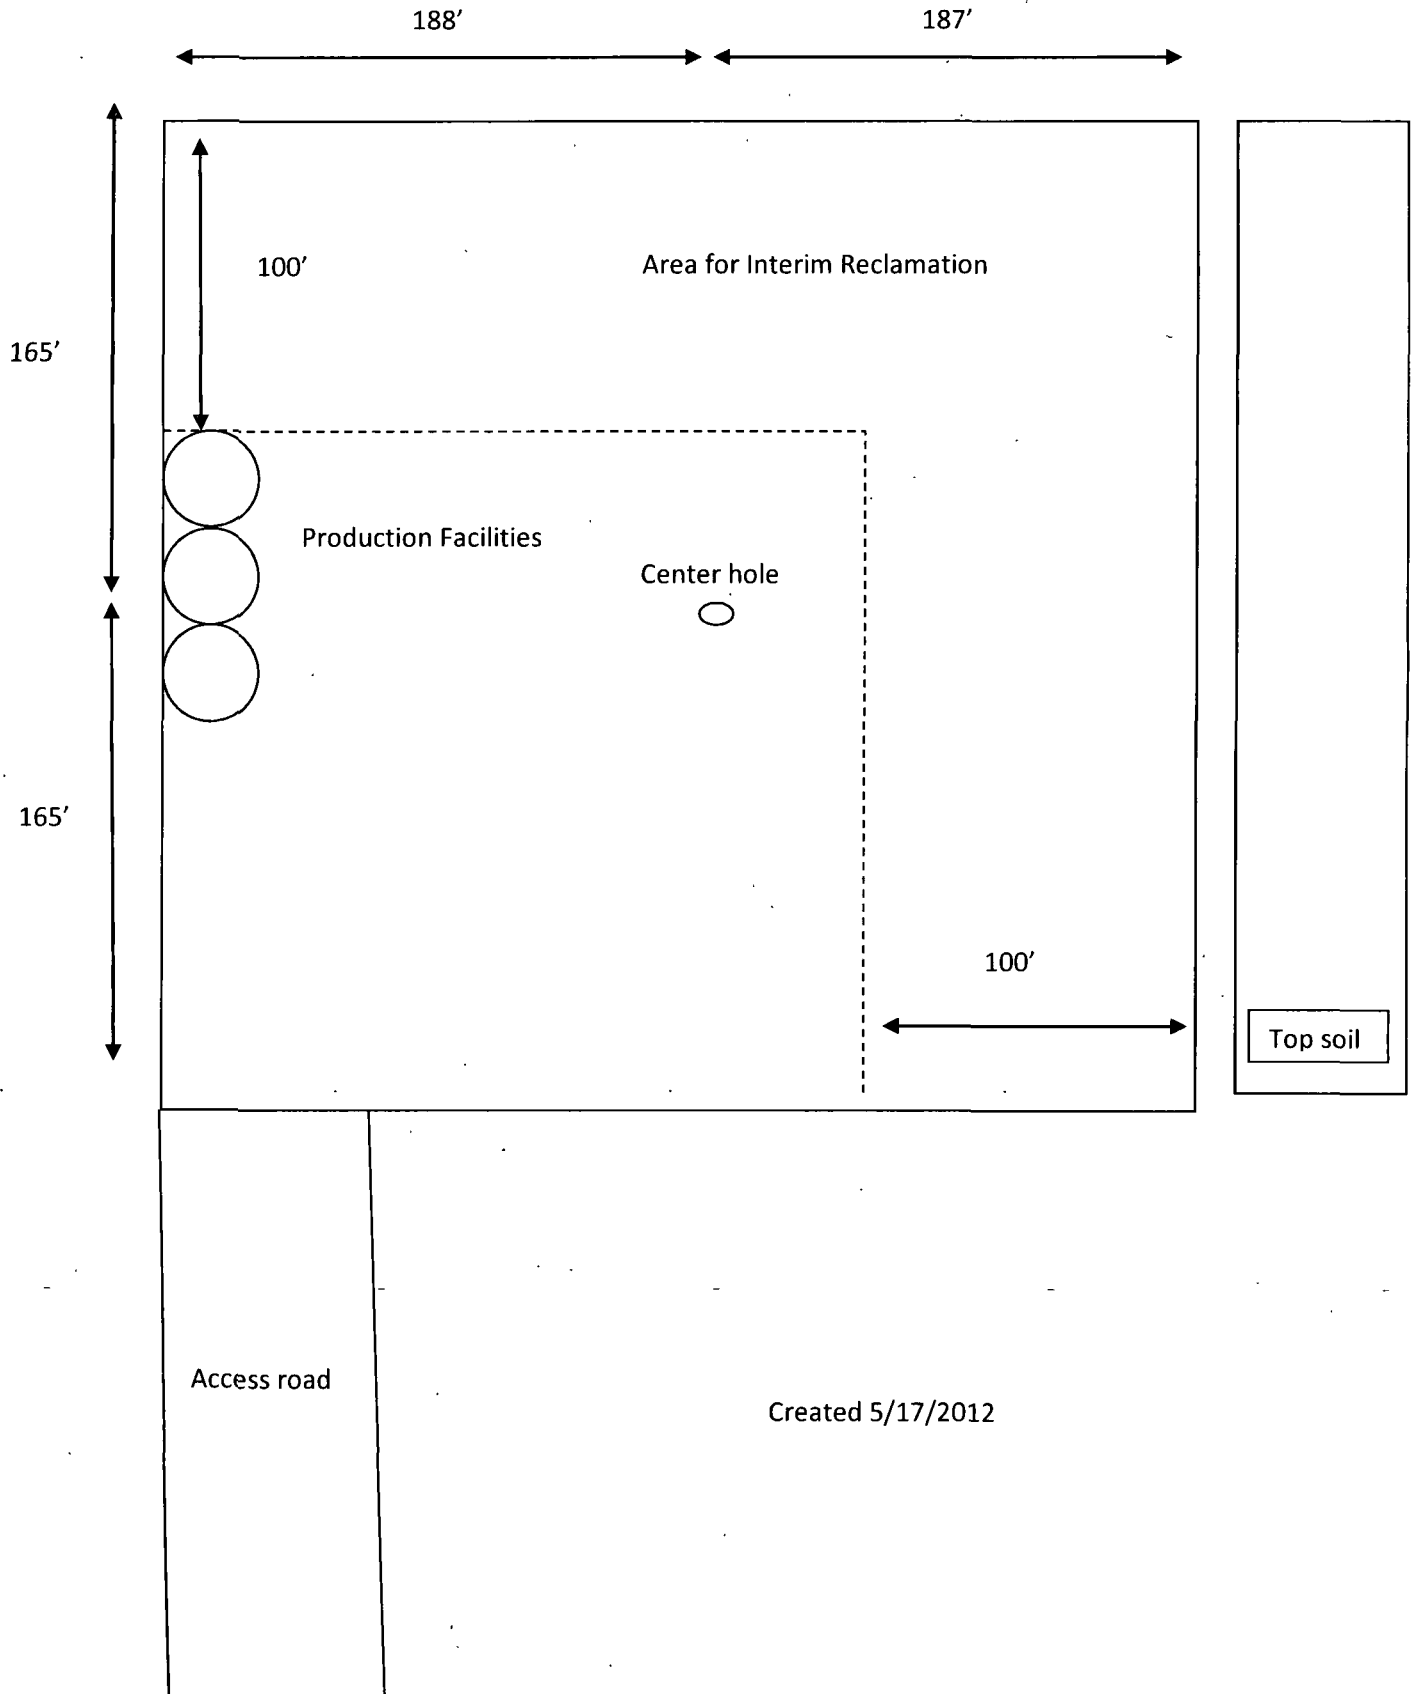 188’
187’
100’
Area for Interim Reclamation
165’
Production Facilities
Center hole
165’
100’
Top soil
Access road
Created 5/17/2012